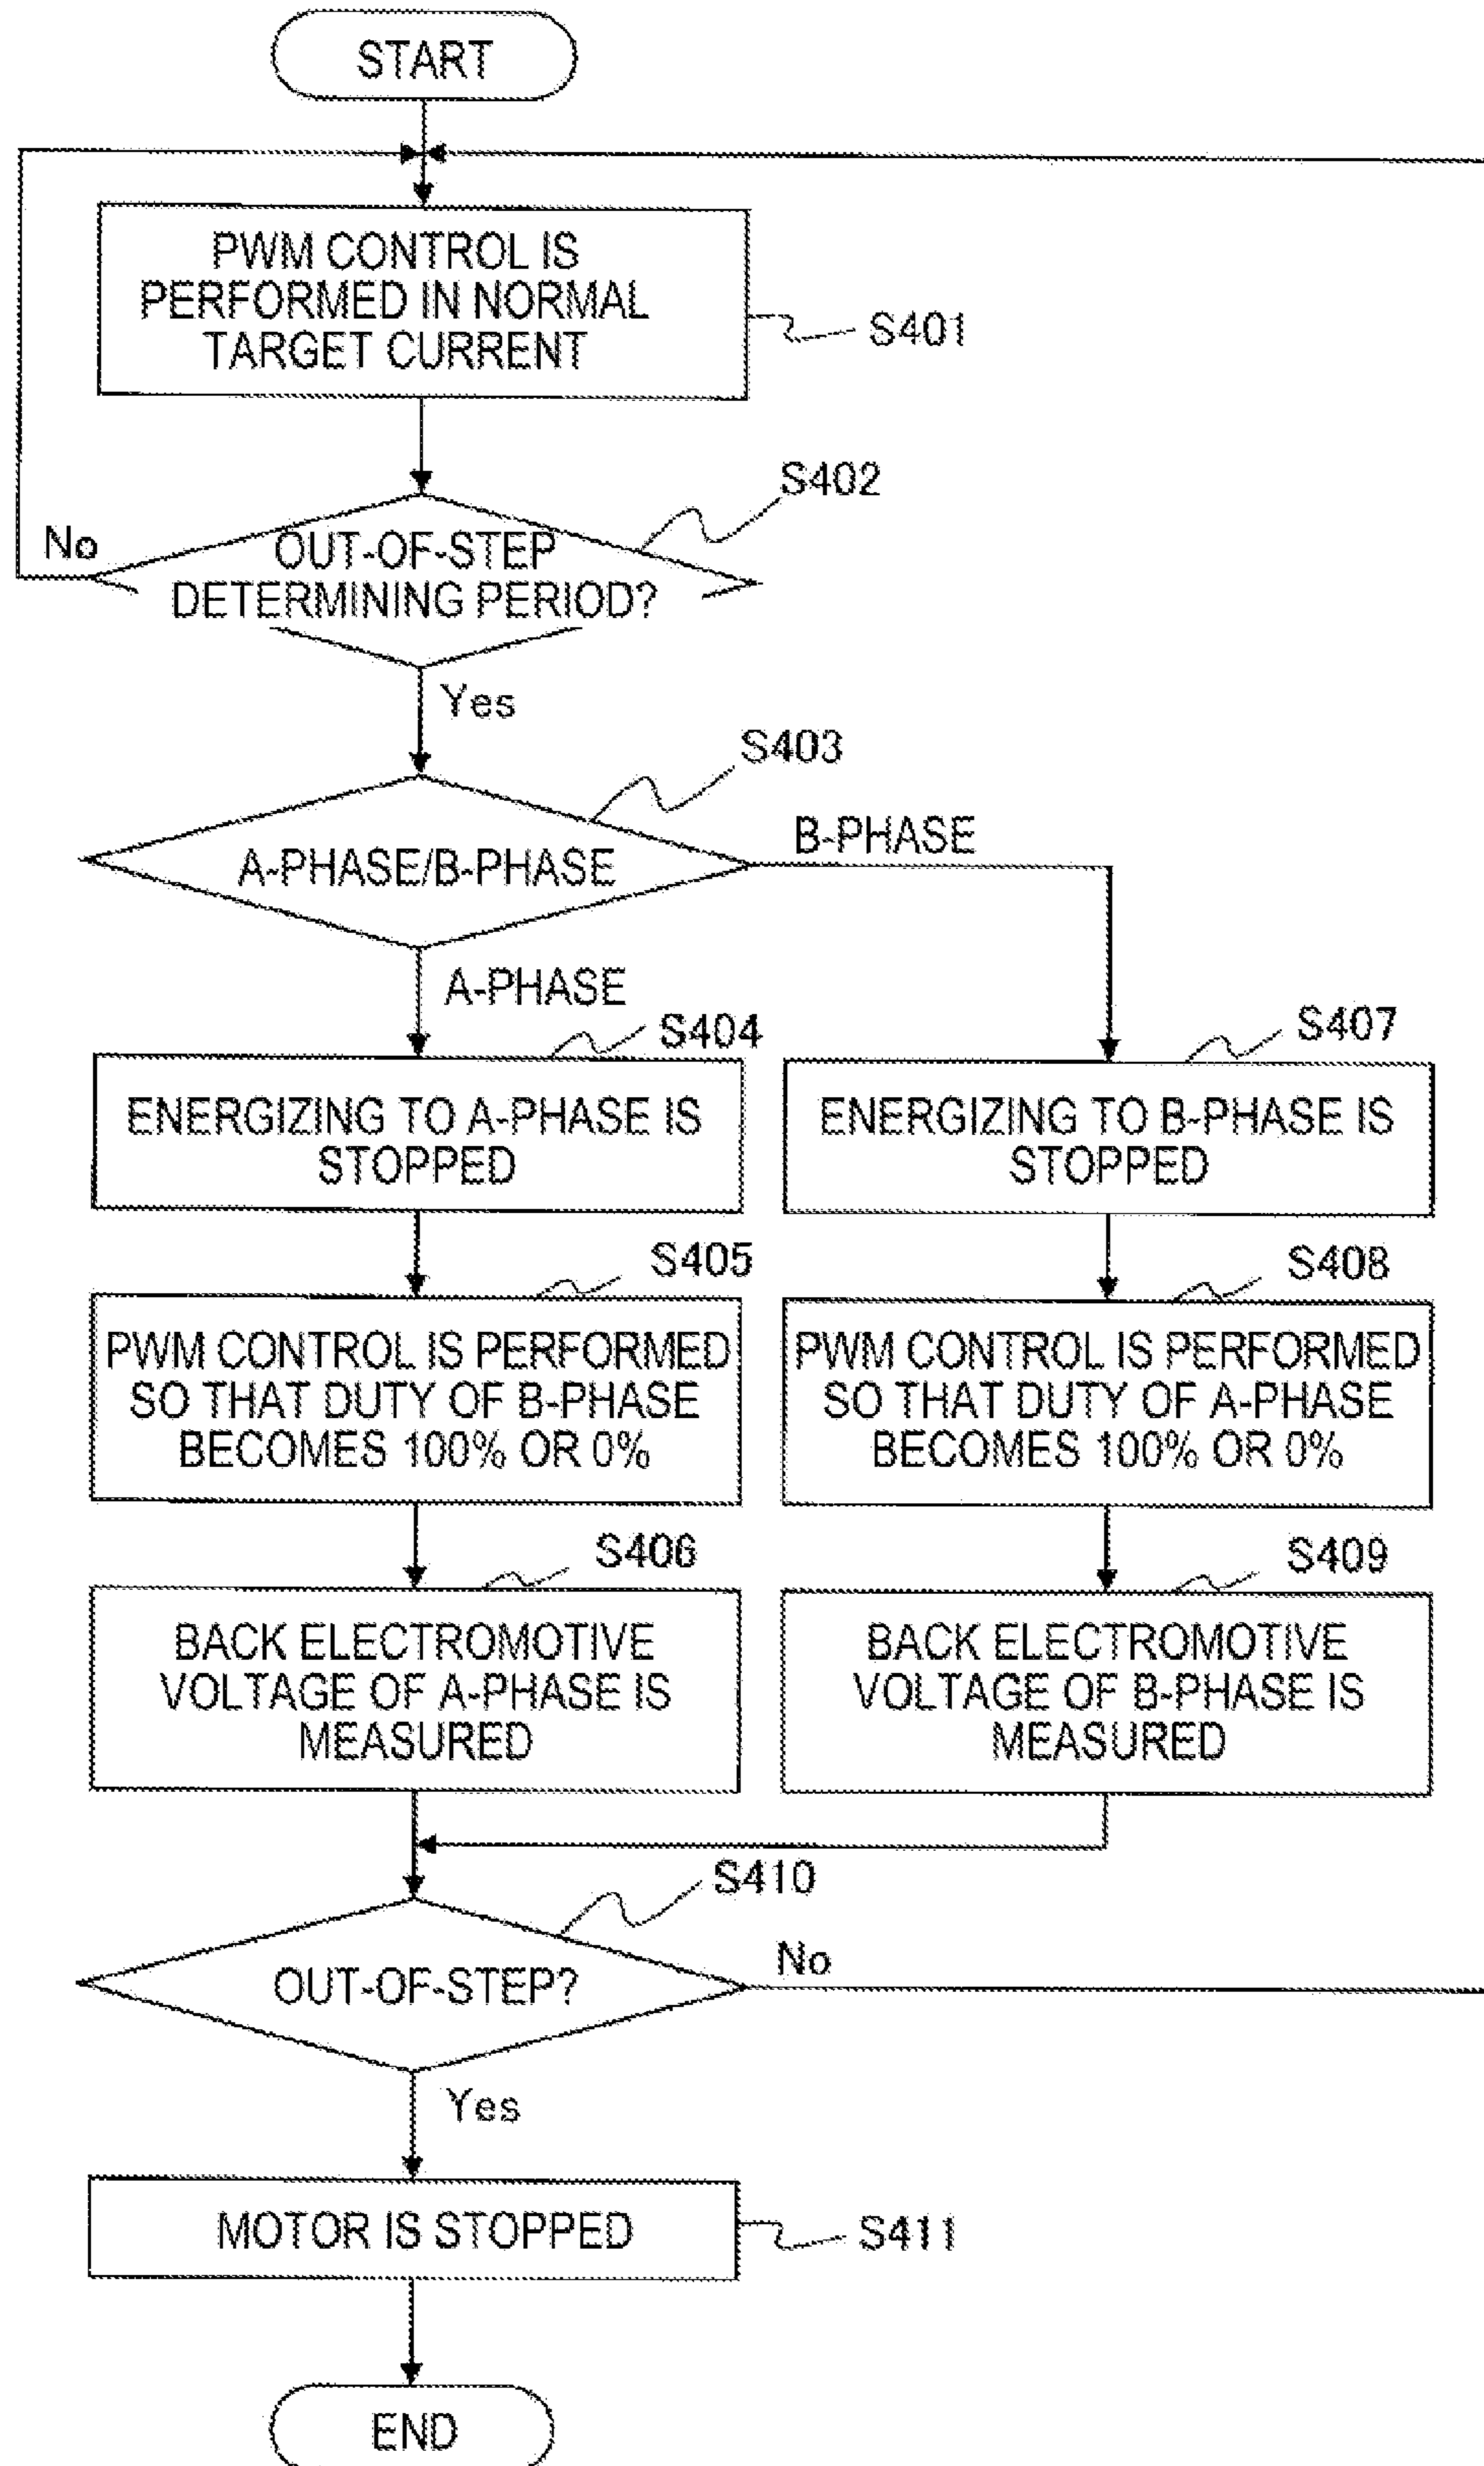 START
PWM CONTROL IS
PERFORMED IN NORMAL
TARGET CURRENT
S401
S402
No
OUT-OF-STEP
DETERMINING PERIOD?
Yes
S403
A-PHASE/B-PHASE
B-PHASE
A-PHASE
S404
ENERGIZING TO A-PHASE IS
STOPPED
S407
ENERGIZING TO B-PHASE IS
STOPPED
S405
PWM CONTROL IS PERFORMED
SO THAT DUTY OF B-PHASE
BECOMES 100% OR 0%
S408
PWM CONTROL IS PERFORMED
SO THAT DUTY OF A-PHASE
BECOMES 100% OR 0%
S406
BACK ELECTROMOTIVE
VOLTAGE OF A-PHASE IS
MEASURED
S409
BACK ELECTROMOTIVE
VOLTAGE OF B-PHASE IS
MEASURED
S410
OUT-OF-STEP?
No
Yes
MOTOR IS STOPPED
S411
END